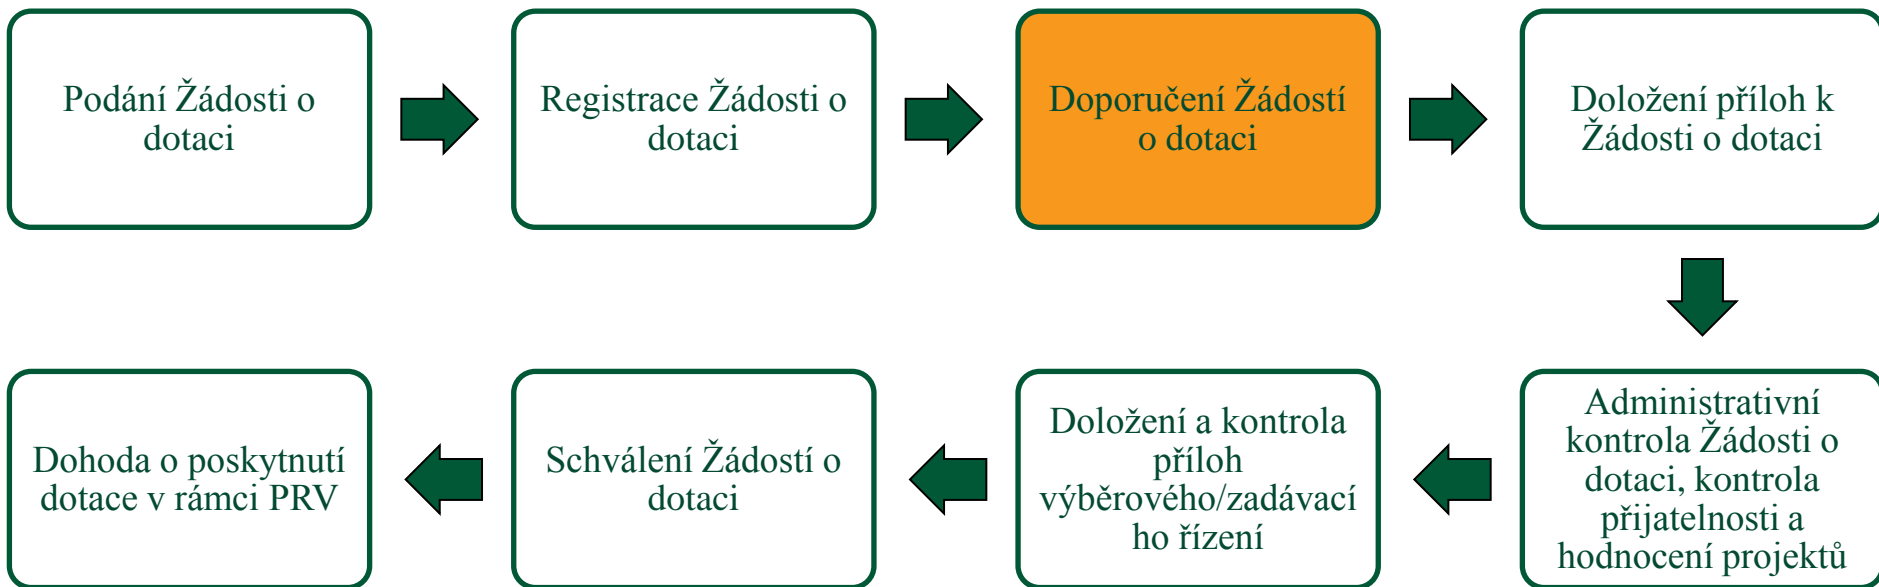 Podání Žádosti o
dotaci
Registrace Žádosti o
dotaci
Doporučení Žádostí
o dotaci
Doložení příloh k
Žádosti o dotaci
Administrativní
kontrola Žádosti o
dotaci, kontrola
přijatelnosti a
hodnocení projektů
Doložení a kontrola
příloh
výběrového/zadávací
ho řízení
Schválení Žádostí o
dotaci
Dohoda o poskytnutí
dotace v rámci PRV